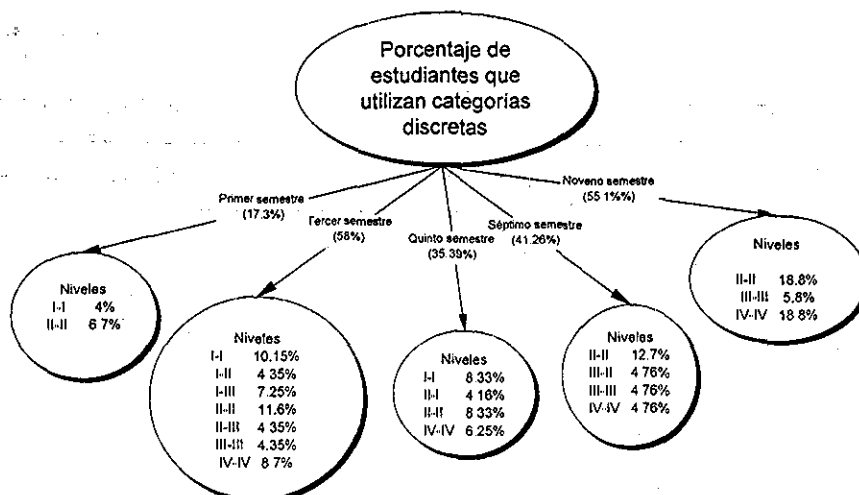 Porcentaje de
estudiantes que
utilizan categorías
discretas
Primer semestre
(17.3%)
Tercer semestre
(58%)
Quinto semestre
(35.39%)
Séptimo semestre
(41.26%)
Noveno semestre
(55.1%%)
Niveles
I-I 4%
II-II 6.7%
Niveles
I-I 10.15%
I-II 4.35%
I-III 7.25%
II-II 11.6%
II-III 4.35%
III-III 4.35%
IV-IV 8.7%
Niveles
I-I 8.33%
II-I 4.16%
II-II 8.33%
IV-IV 6.25%
Niveles
II-II 12.7%
III-II 4.76%
III-III 4.76%
IV-IV 4.76%
Niveles
II-II 18.8%
III-III 5.8%
IV-IV 18.8%